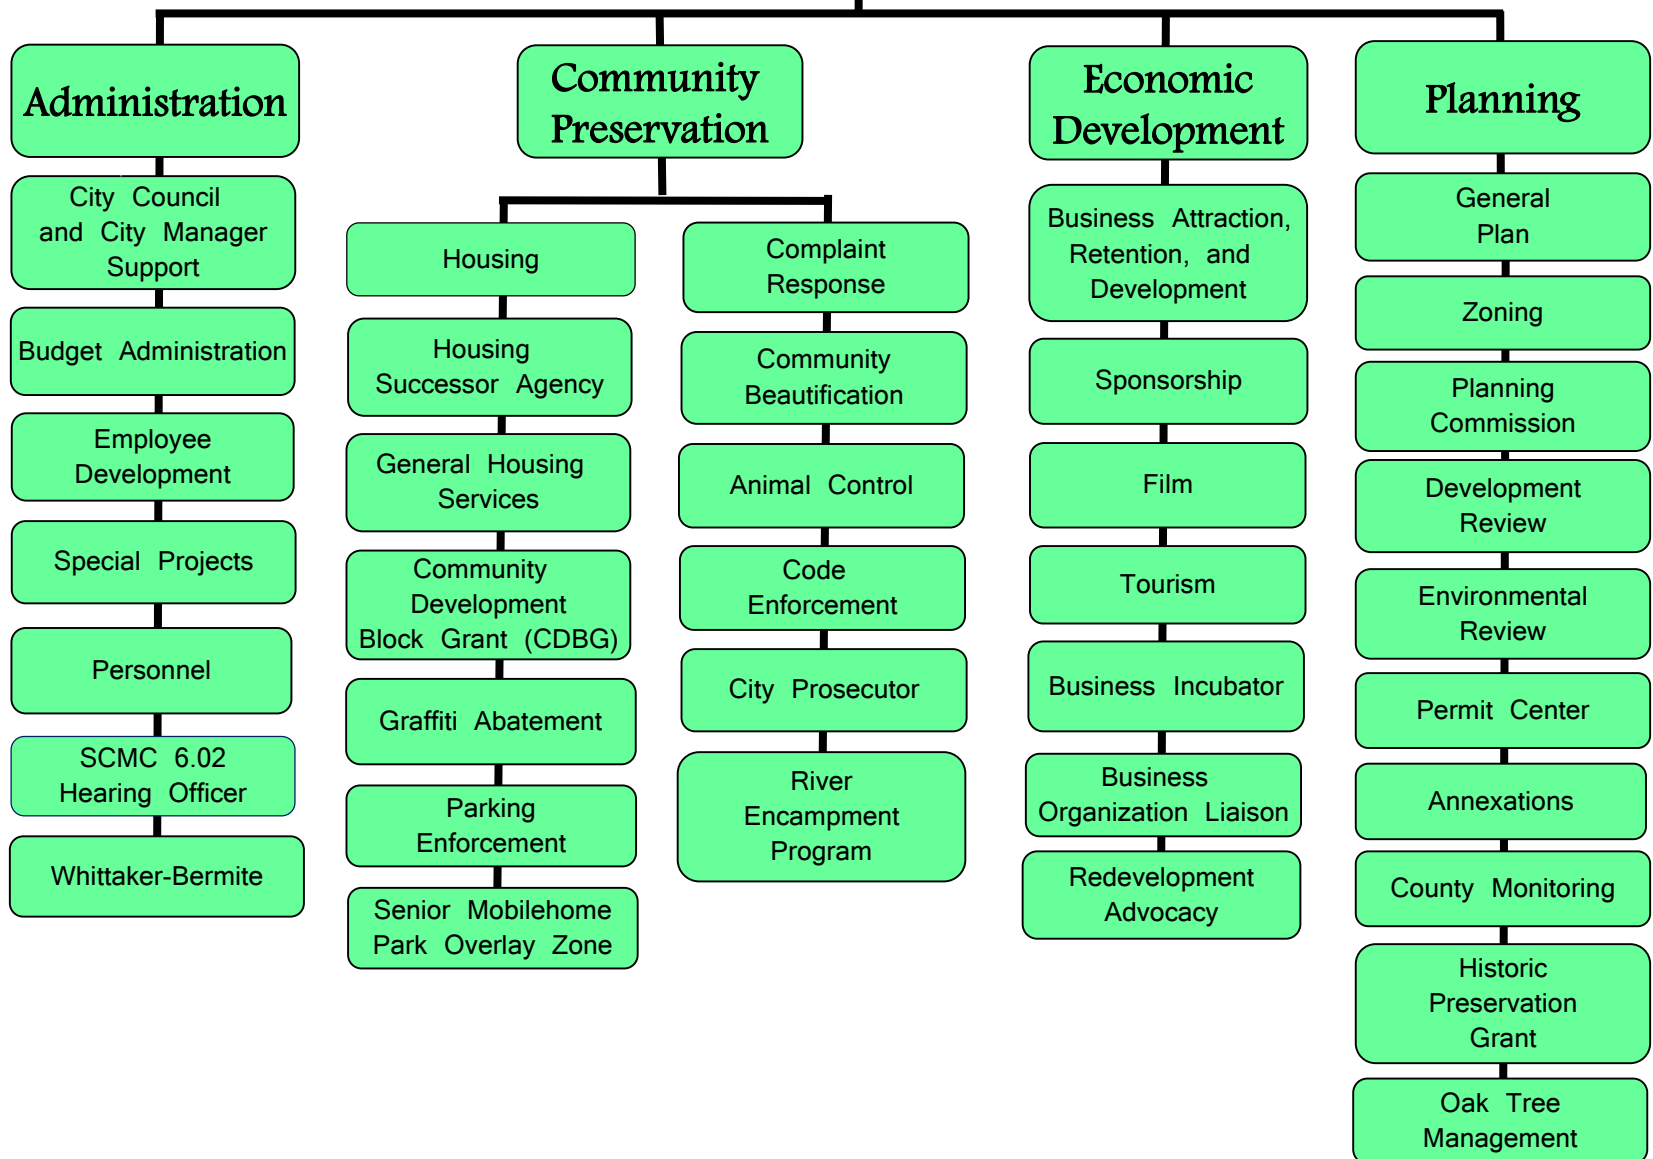 Administration
City Council
and City Manager
Support
Budget Administration
Employee
Development
Special Projects
Personnel
SCMC 6.02
Hearing Officer
Whittaker-Bermite
Community
Preservation
Housing
Housing
Successor Agency
General Housing
Services
Community
Development
Block Grant (CDBG)
Graffiti Abatement
Parking
Enforcement
Senior Mobilehome
Park Overlay Zone
Complaint
Response
Community
Beautification
Animal Control
Code
Enforcement
City Prosecutor
River
Encampment
Program
Economic
Development
Business Attraction,
Retention, and
Development
Sponsorship
Film
Tourism
Business Incubator
Business
Organization Liaison
Redevelopment
Advocacy
Planning
General
Plan
Zoning
Planning
Commission
Development
Review
Environmental
Review
Permit Center
Annexations
County Monitoring
Historic
Preservation
Grant
Oak Tree
Management